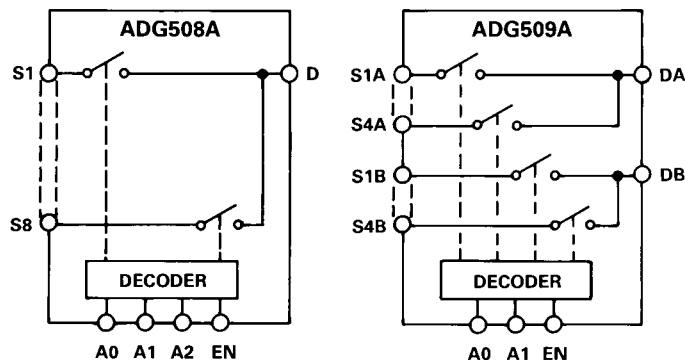 ADG508A
S1
D
S8
DECODER
A0 A1 A2 EN
ADG509A
S1A
DA
S4A
S1B
DB
S4B
DECODER
A0 A1 EN